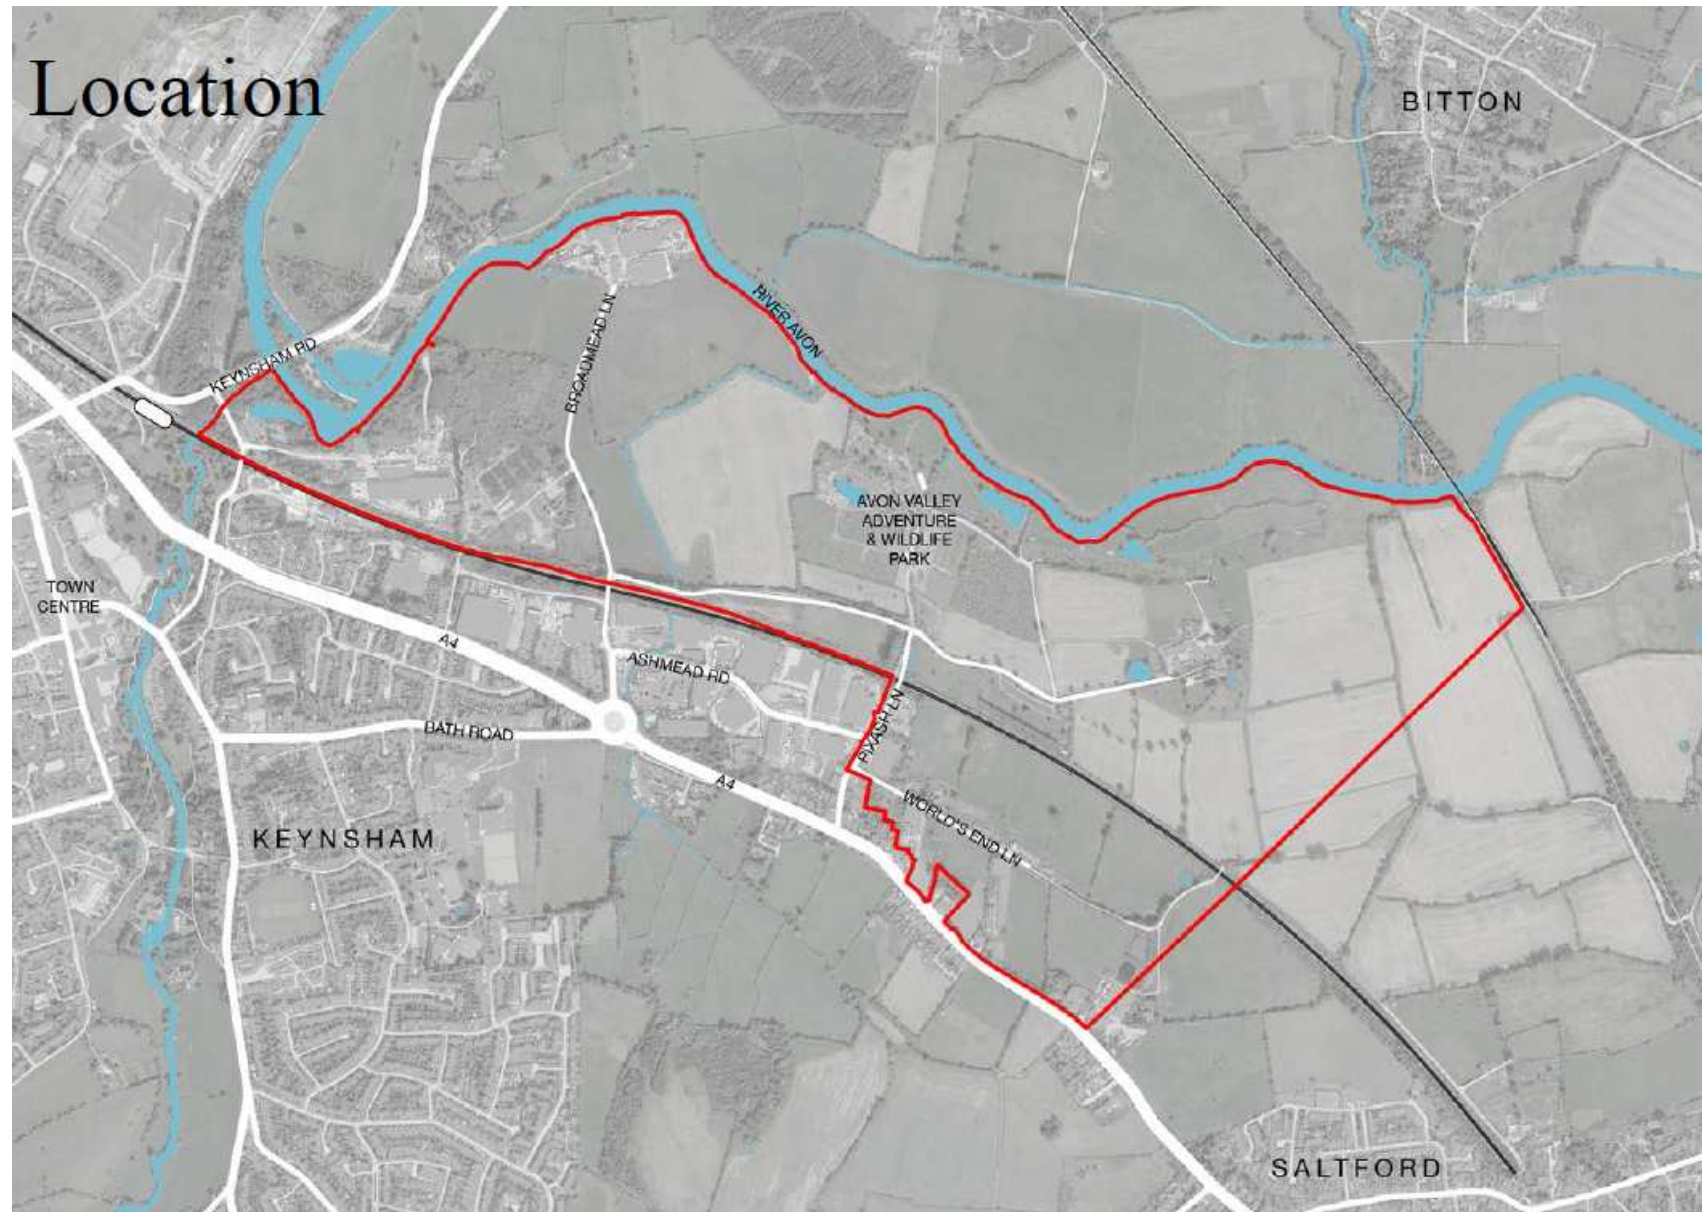 Location
BITTON
KEYNSHAM RD
BROADMEAD LN
RIVER AVON
AVON VALLEY
ADVENTURE
& WILDLIFE
PARK
TOWN
CENTRE
A4
ASHMEAD RD
BATH ROAD
PIXASH LN
A4
WORLD'S END LN
KEYNSHAM
SALTFORD